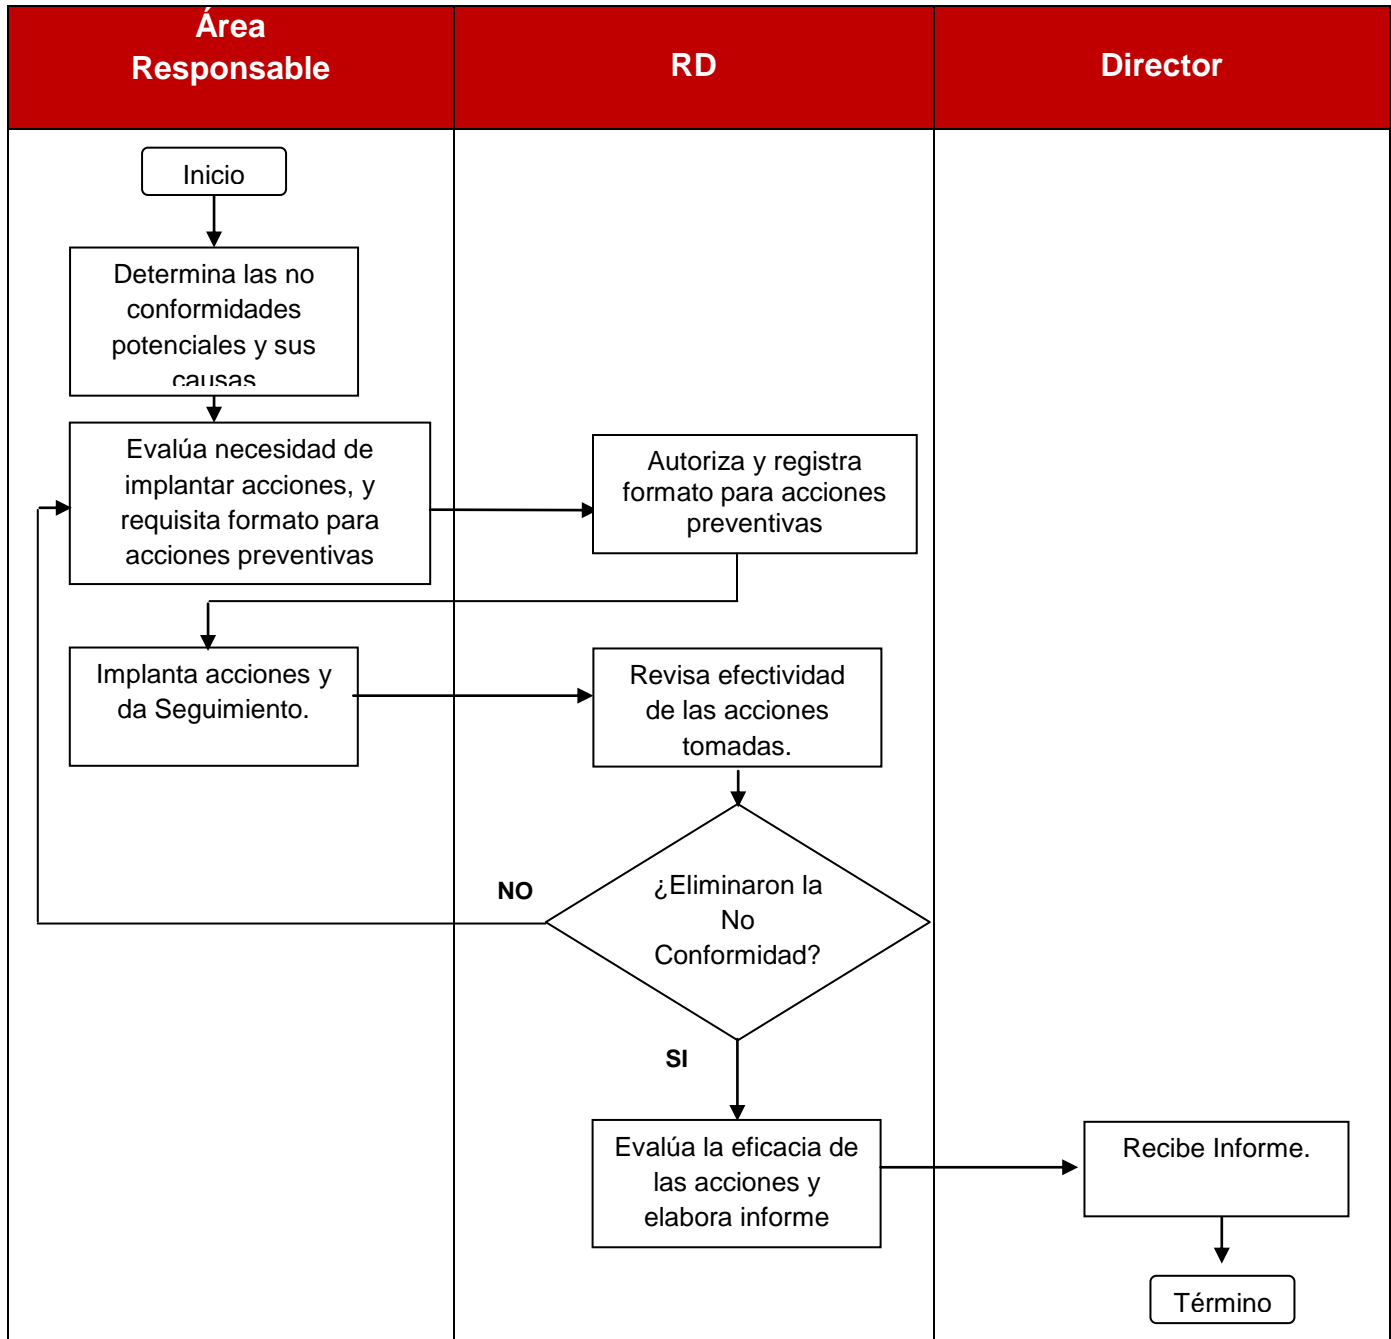 Área
Responsable
RD
Director
Inicio
Determina las no
conformidades
potenciales y sus
causas
Evalúa necesidad de
implantar acciones, y
requisita formato para
acciones preventivas
Autoriza y registra
formato para acciones
preventivas
Implanta acciones y
da Seguimiento.
Revisa efectividad
de las acciones
tomadas.
NO
¿Eliminaron la
No
Conformidad?
SI
Evalúa la eficacia de
las acciones y
elabora informe
Recibe Informe.
Término